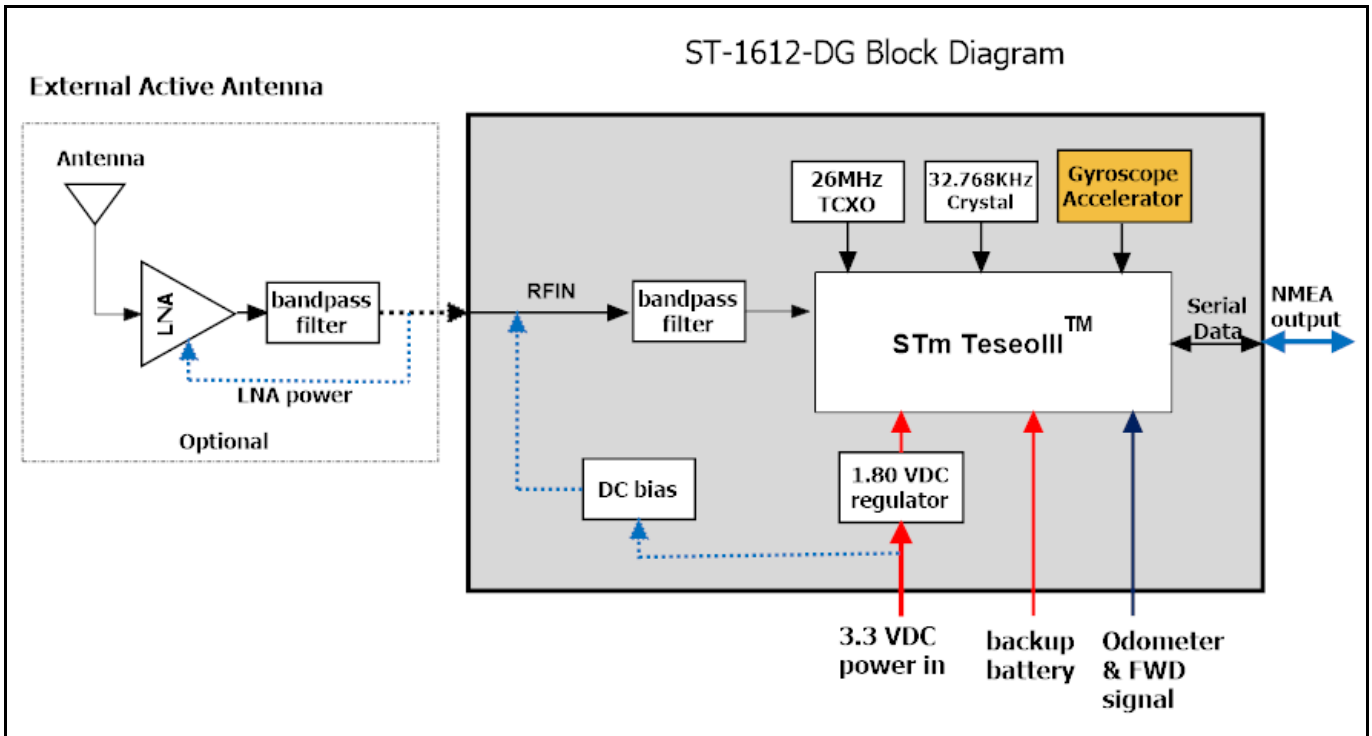 ST-1612-DG Block Diagram
External Active Antenna
Antenna
LNA
bandpass
filter
LNA power
Optional
RFIN
bandpass
filter
DC bias
26MHz
TCXO
32.768KHz
Crystal
Gyroscope
Accelerator
STm TeseoIII™
Serial
Data
NMEA
output
1.80 VDC
regulator
3.3 VDC
power in
backup
battery
Odometer
& FWD
signal